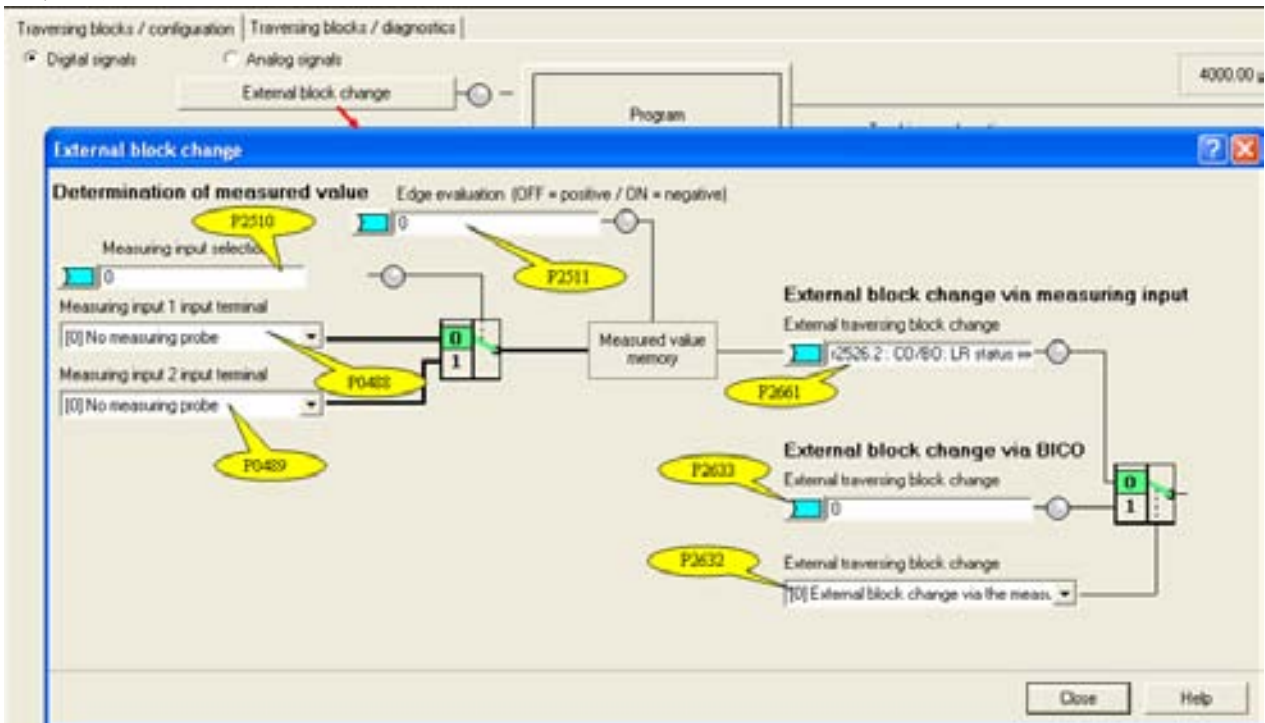 Traversing blocks / configuration
Traversing blocks / diagnostics
Digital signals
Analog signals
4000.00
External block change
Program
External block change
Determination of measured value
Edge evaluation (OFF = positive / ON = negative)
P2510
0
Measuring input selection
P2511
0
Measuring input 1 input terminal
[0] No measuring probe
0
1
Measured value memory
P0488
Measuring input 2 input terminal
[0] No measuring probe
P0489
External block change via measuring input
External traversing block change
r2526.2 : CO/BO: LR status
P2661
External block change via BICO
P2633
External traversing block change
0
0
1
P2632
External traversing block change
[0] External block change via the meas
Close
Help